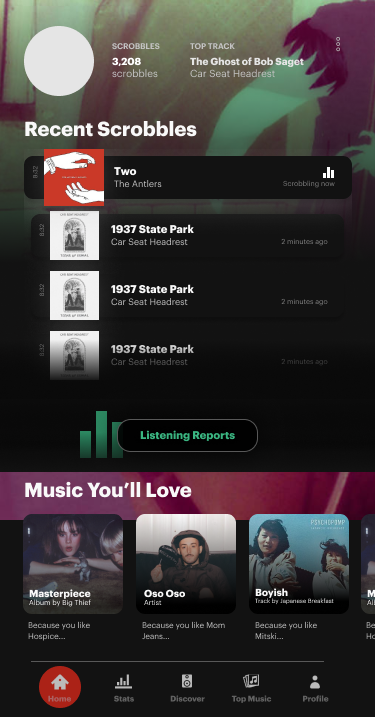 SCROBBLES
TOP TRACK
3,208
scrobbles
The Ghost of Bob Saget
Car Seat Headrest
Recent Scrobbles
9:32
Two
The Antlers
Scrobbling now
9:32
1937 State Park
Car Seat Headrest
2 minutes ago
9:32
1937 State Park
Car Seat Headrest
2 minutes ago
9:32
1937 State Park
Car Seat Headrest
2 minutes ago
Listening Reports
Music You'll Love
Masterpiece
Album by Big Thief
Oso Oso
Artist
PSYCHOPOMP
Boyish
Track by Japanese Breakfast
Because you like
Hospice...
Because you like Mom
Jeans...
Because you like
Mitski...
Home
Stats
Discover
Top Music
Profile